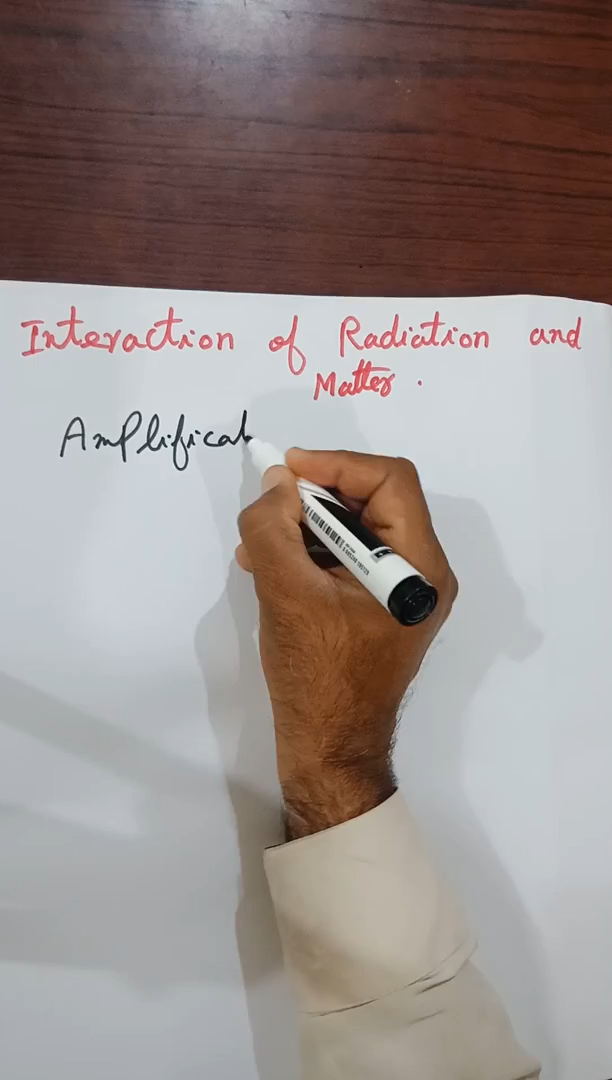 Interaction of Radiation and
Matter.
Amplificat